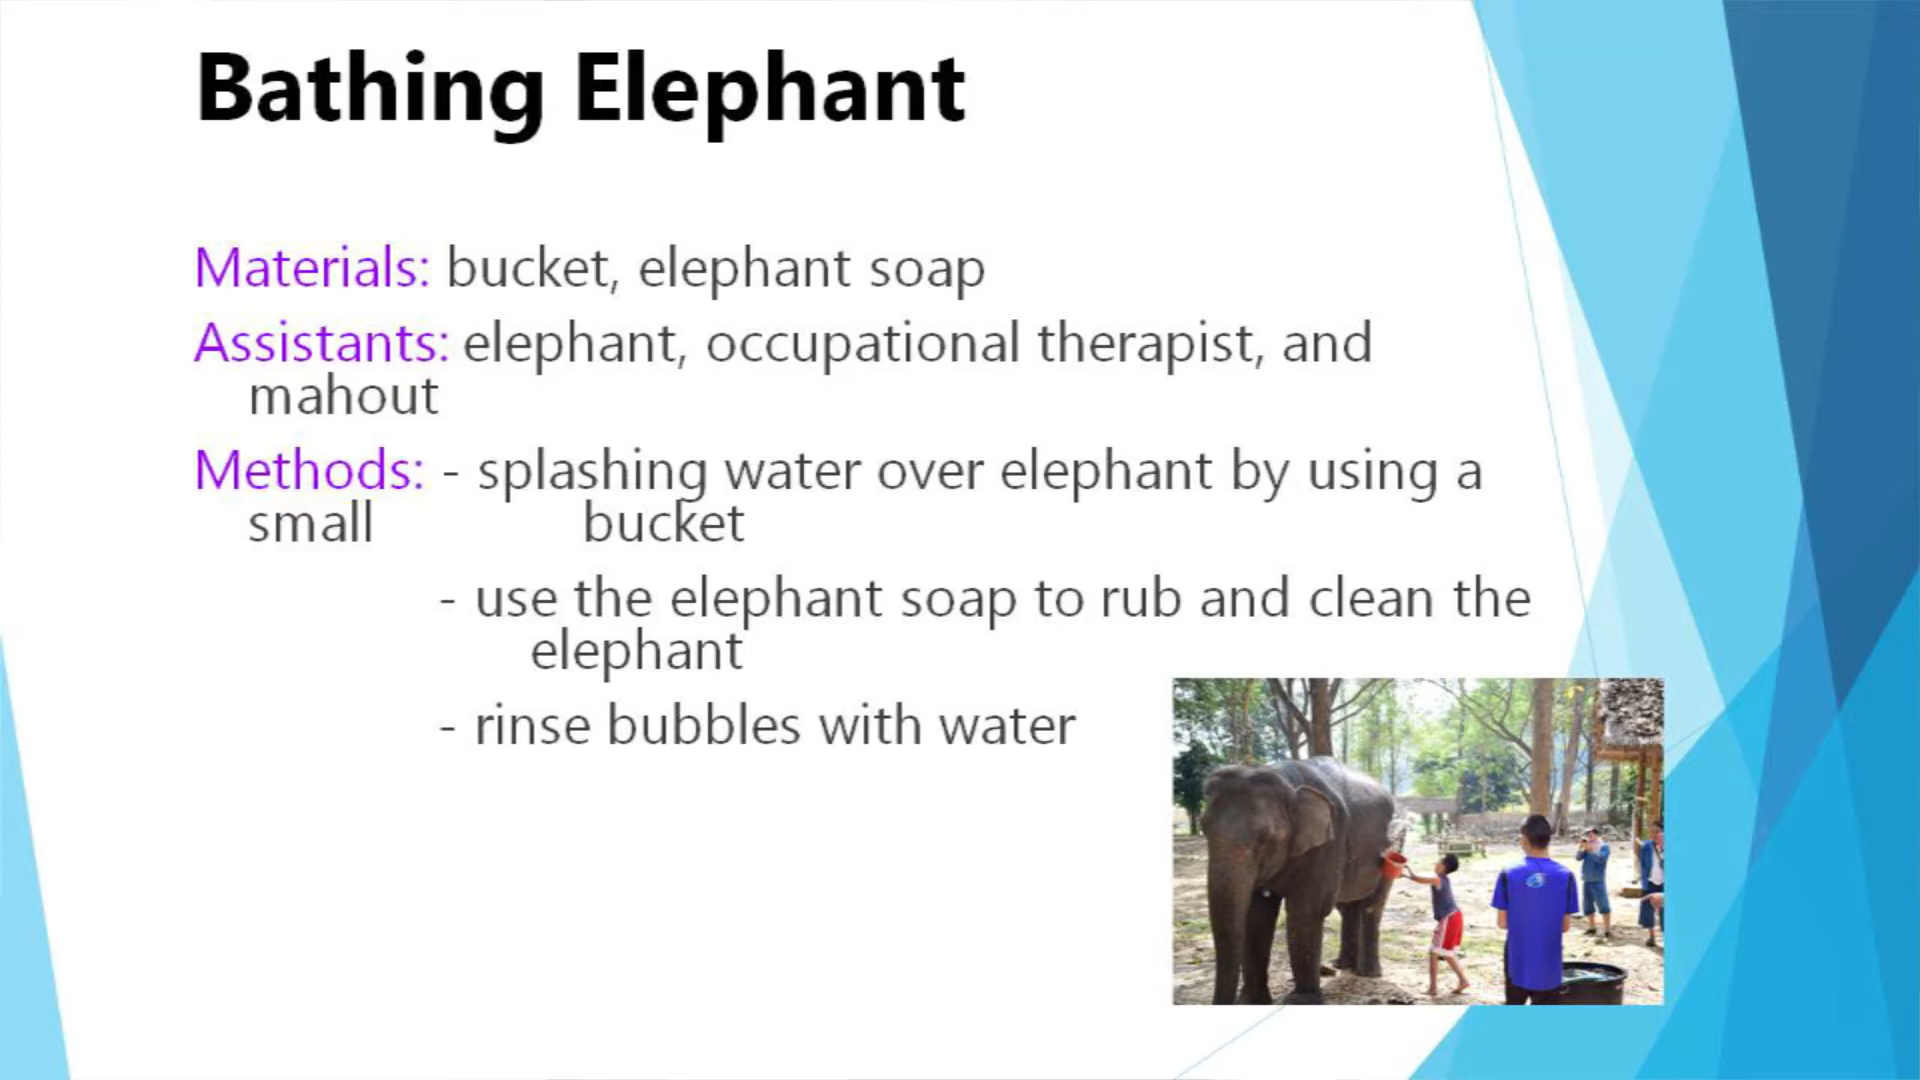 Bathing Elephant
Materials: bucket, elephant soap
Assistants: elephant, occupational therapist, and
mahout
Methods: - splashing water over elephant by using a
small bucket
- use the elephant soap to rub and clean the
elephant
- rinse bubbles with water